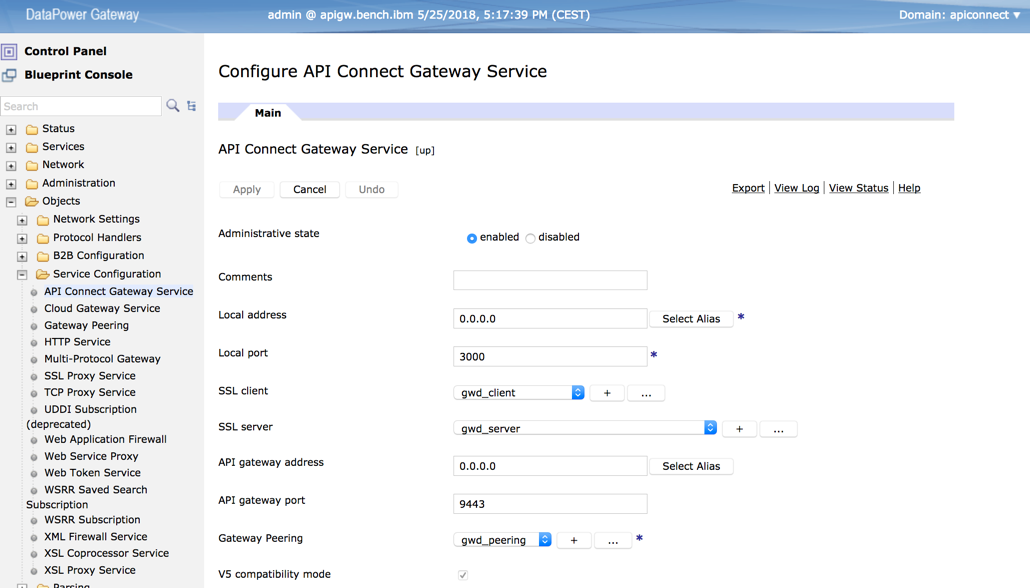 DataPower Gateway
admin @ apigw.bench.ibm 5/25/2018, 5:17:39 PM (CEST)
Domain: apiconnect ▼
Control Panel
Blueprint Console
Search
Status
Services
Network
Administration
Objects
Network Settings
Protocol Handlers
B2B Configuration
Service Configuration
API Connect Gateway Service
Cloud Gateway Service
Gateway Peering
HTTP Service
Multi-Protocol Gateway
SSL Proxy Service
TCP Proxy Service
UDDI Subscription
(deprecated)
Web Application Firewall
Web Service Proxy
Web Token Service
WSRR Saved Search
Subscription
WSRR Subscription
XML Firewall Service
XSL Coprocessor Service
XSL Proxy Service
Parsing
Configure API Connect Gateway Service
Main
API Connect Gateway Service [up]
Apply Cancel Undo
Export | View Log | View Status | Help
Administrative state enabled disabled
Comments
Local address 0.0.0.0 Select Alias *
Local port 3000 *
SSL client gwd_client + ...
SSL server gwd_server + ...
API gateway address 0.0.0.0 Select Alias
API gateway port 9443
Gateway Peering gwd_peering + ... *
V5 compatibility mode